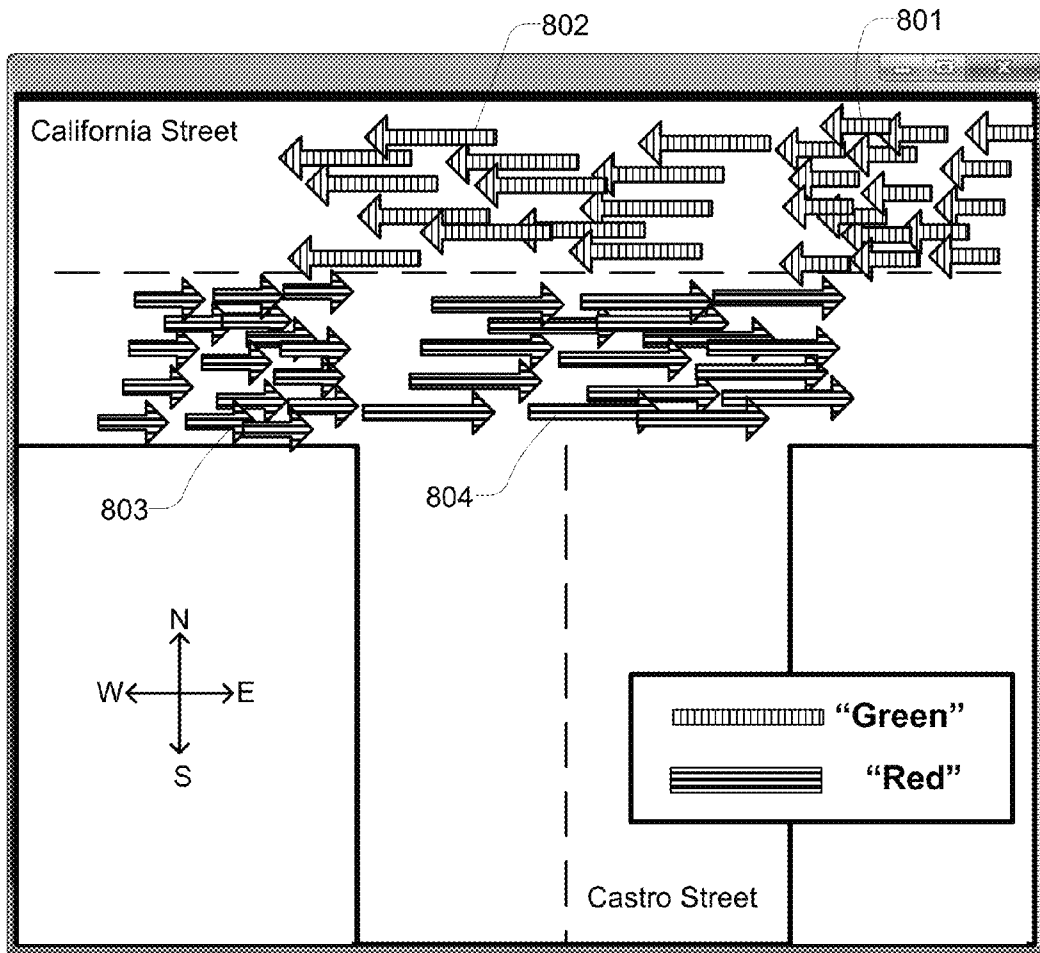 802
801
California Street
803
804
N
W E
S
“Green”
“Red”
Castro Street